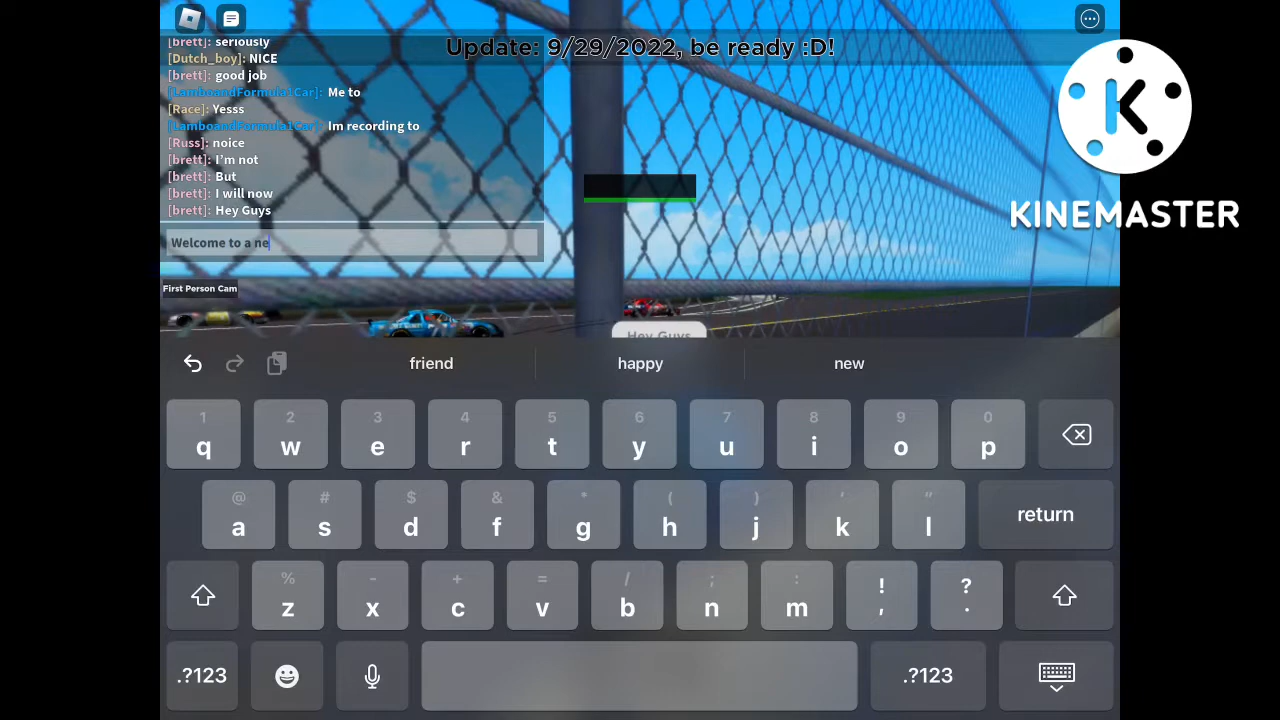 [brett]: seriously
Update: 9/29/2022, be ready :D!
[Dutch_boy]: NICE
[brett]: good job
[LamboandFormula1Car]: Me to
[Race]: Yesss
[LamboandFormula1Car]: Im recording to
[Russ]: noice
[brett]: I'm not
[brett]: But
[brett]: I will now
[brett]: Hey Guys
KINEMASTER
Welcome to a ne
First Person Cam
Hey Guys
friend happy new
1 2 3 4 5 6 7 8 9 0
q w e r t y u i o p
@ # $ & * ( ) ‘ “
a s d f g h j k l return
% - + = / ; : ! ?
z x c v b n m , .
.?123 .?123